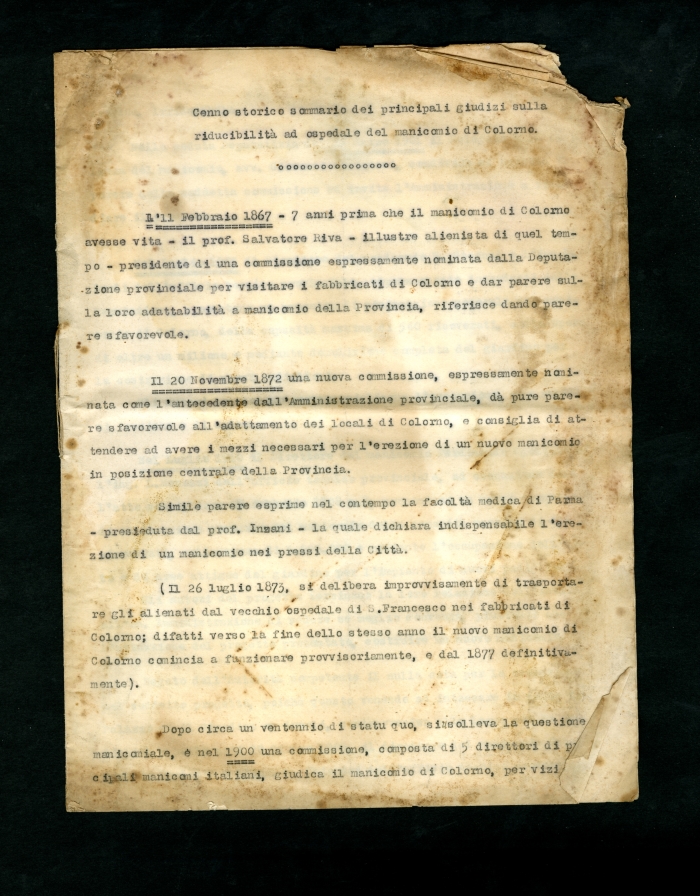 Cenno storico sommario dei principali giudizi sulla
riducibilità ad ospedale del manicomio di Colorno.
ooooooooooooooooo
L'11 Febbraio 1867 - 7 anni prima che il manicomio di Colorno
avesse vita - il prof. Salvatore Riva - illustre alienista di quel tem-
po - presidente di una commissione espressamente nominata dalla Deputa-
zione provinciale per visitare i fabbricati di Colorno e dar parere sul-
la loro adattabilità a manicomio della Provincia, riferisce dando pare-
re sfavorevole.
Il 20 Novembre 1872 una nuova commissione, espressamente nomi-
nata come l'antecedente dall'Amministrazione provinciale, dà pure pare-
re sfavorevole all'adattamento dei locali di Colorno, e consiglia di at-
tendere ad avere i mezzi necessari per l'erezione di un nuovo manicomio
in posizione centrale della Provincia.
Simile parere esprime nel contempo la facoltà medica di Parma
- presieduta dal prof. Inzani - la quale dichiara indispensabile l'ere-
zione di un manicomio nei pressi della Città.
(Il 26 luglio 1873, si delibera improvvisamente di trasporta-
re gli alienati dal vecchio ospedale di S.Francesco nei fabbricati di
Colorno; difatti verso la fine dello stesso anno il nuovo manicomio di
Colorno comincia a funzionare provvisoriamente, e dal 1877 definitiva-
mente).
Dopo circa un ventennio di statu quo, si solleva la questione
manicomiale, e nel 1900 una commissione, composta di 5 direttori di
cipali manicomi italiani, giudica il manicomio di Colorno, per vizi